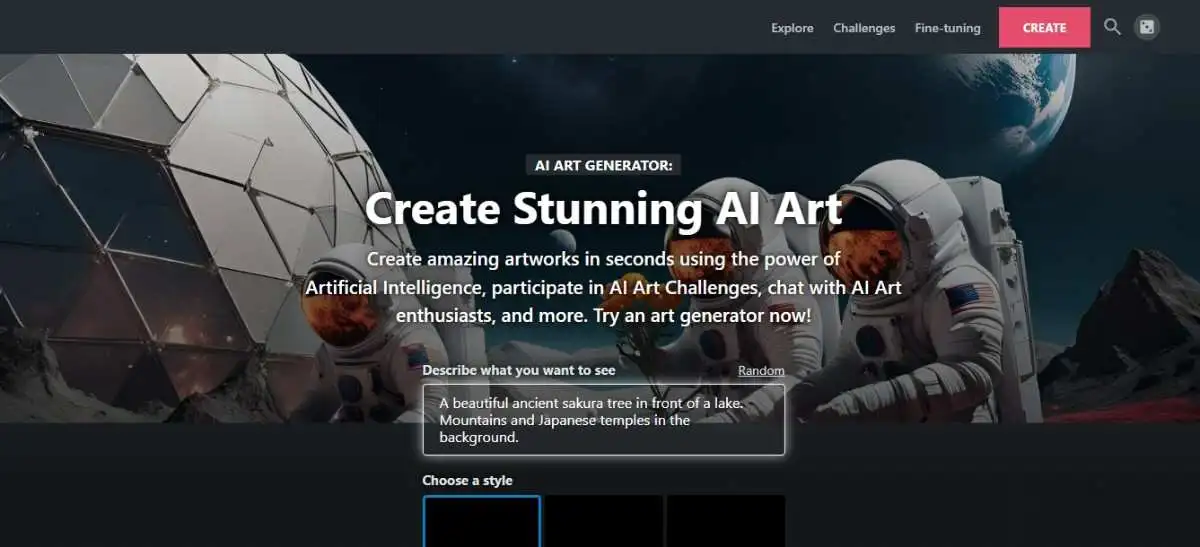 Explore Challenges Fine-tuning CREATE
AI ART GENERATOR:
Create Stunning AI Art
Create amazing artworks in seconds using the power of
Artificial Intelligence, participate in AI Art Challenges, chat with AI Art
enthusiasts, and more. Try an art generator now!
Describe what you want to see Random
A beautiful ancient sakura tree in front of a lake.
Mountains and Japanese temples in the
background.
Choose a style